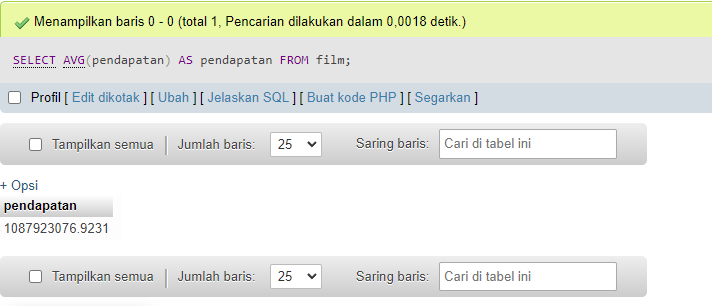 Menampilkan baris 0 - 0 (total 1, Pencarian dilakukan dalam 0,0018 detik.)
SELECT AVG(pendapatan) AS pendapatan FROM film;
Profil [ Edit dikotak ] [ Ubah ] [ Jelaskan SQL ] [ Buat kode PHP ] [ Segarkan ]
Tampilkan semua Jumlah baris: 25 Saring baris: Cari di tabel ini
+ Opsi
pendapatan
1087923076.9231
Tampilkan semua Jumlah baris: 25 Saring baris: Cari di tabel ini